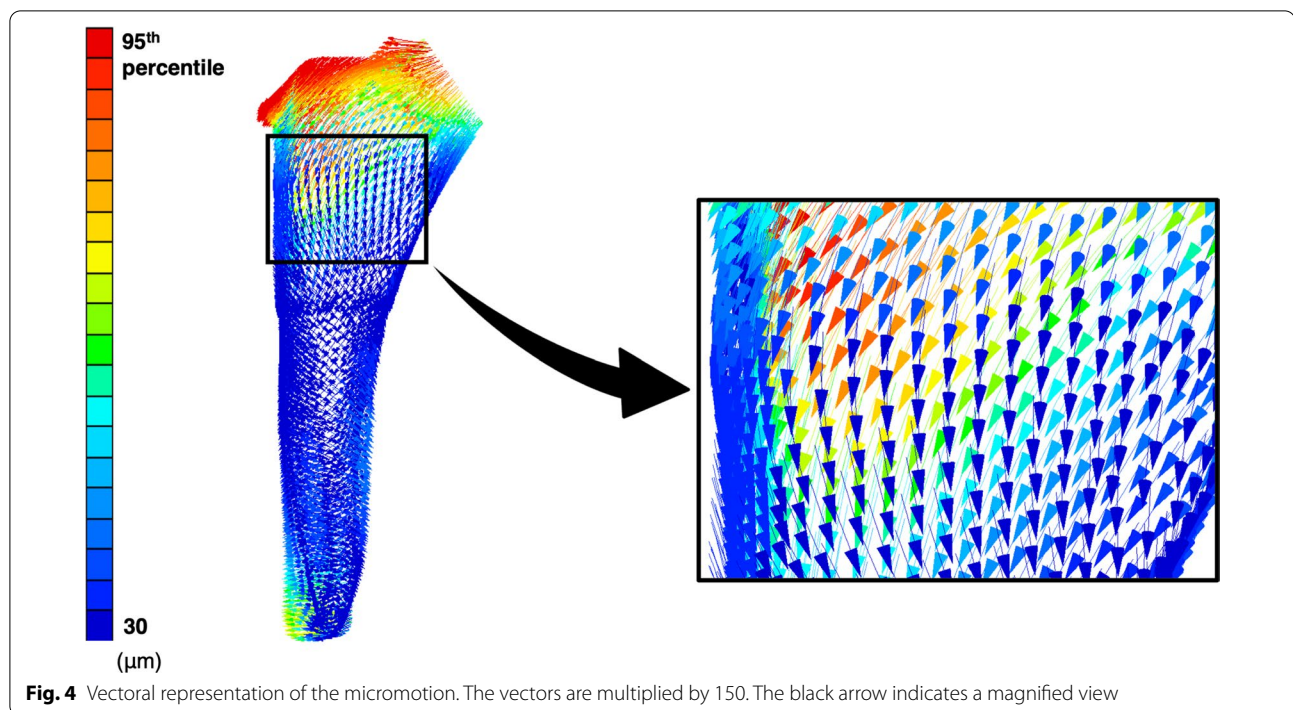 95th
percentile
30
(µm)
Fig. 4 Vectoral representation of the micromotion. The vectors are multiplied by 150. The black arrow indicates a magnified view